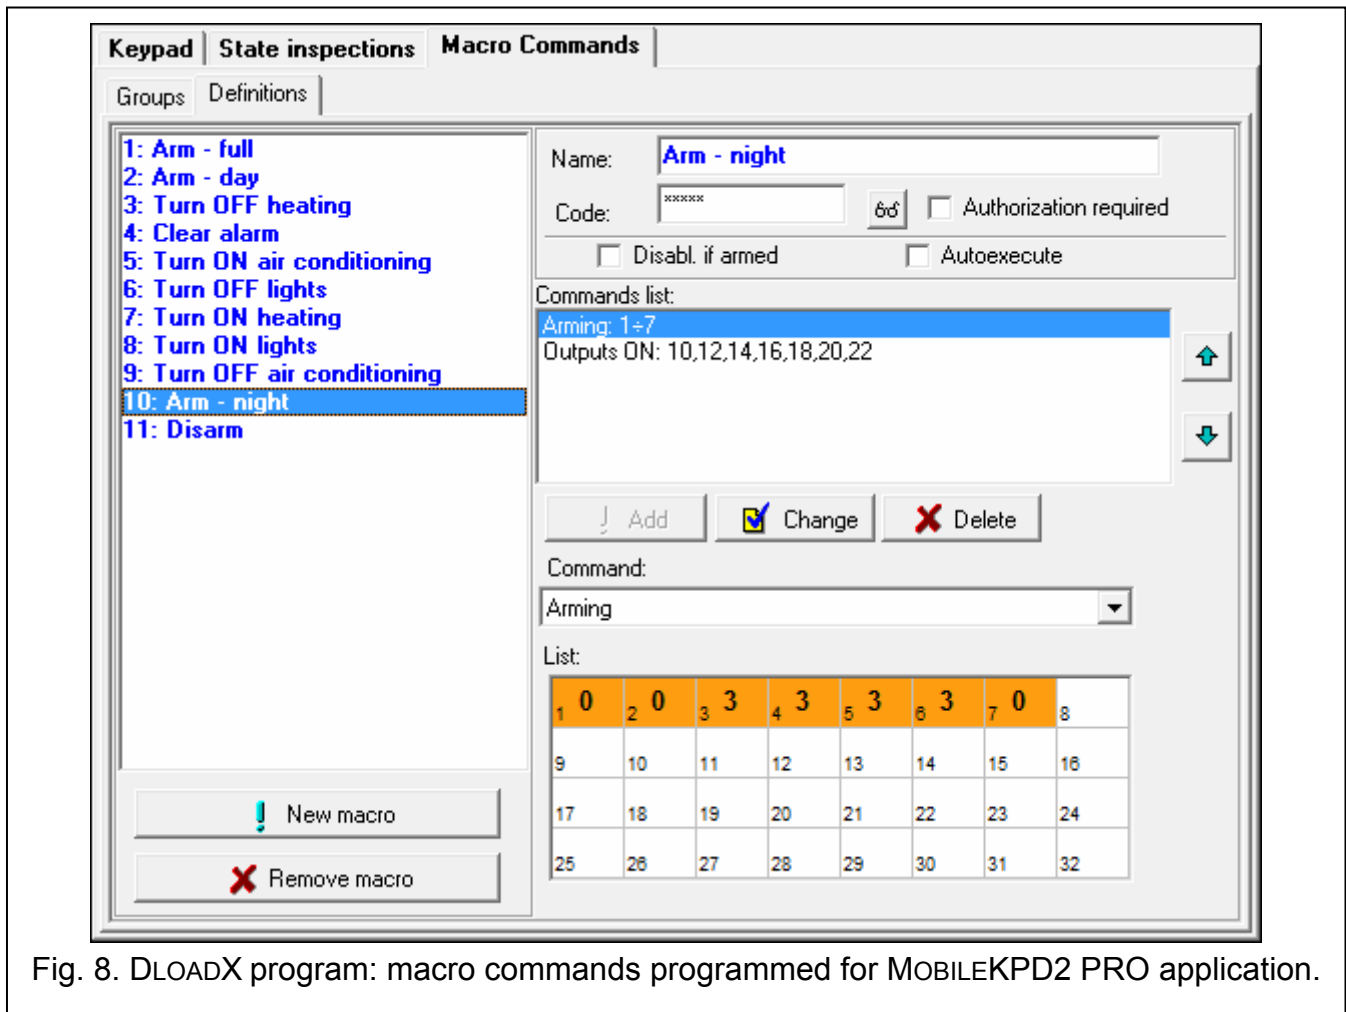 Keypad State inspections Macro Commands
Groups Definitions
1: Arm - full
2: Arm - day
3: Turn OFF heating
4: Clear alarm
5: Turn ON air conditioning
6: Turn OFF lights
7: Turn ON heating
8: Turn ON lights
9: Turn OFF air conditioning
10: Arm - night
11: Disarm
New macro
Remove macro
Name: Arm - night
Code: ***** Authorization required
Disabl. if armed Autoexecute
Commands list:
Arming: 1÷7
Outputs ON: 10,12,14,16,18,20,22
Add Change Delete
Command:
Arming
List:
1 0 2 0 3 3 4 3 5 3 6 3 7 0 8
9 10 11 12 13 14 15 16
17 18 19 20 21 22 23 24
25 26 27 28 29 30 31 32
Fig. 8. DLOADX program: macro commands programmed for MOBILEKPD2 PRO application.